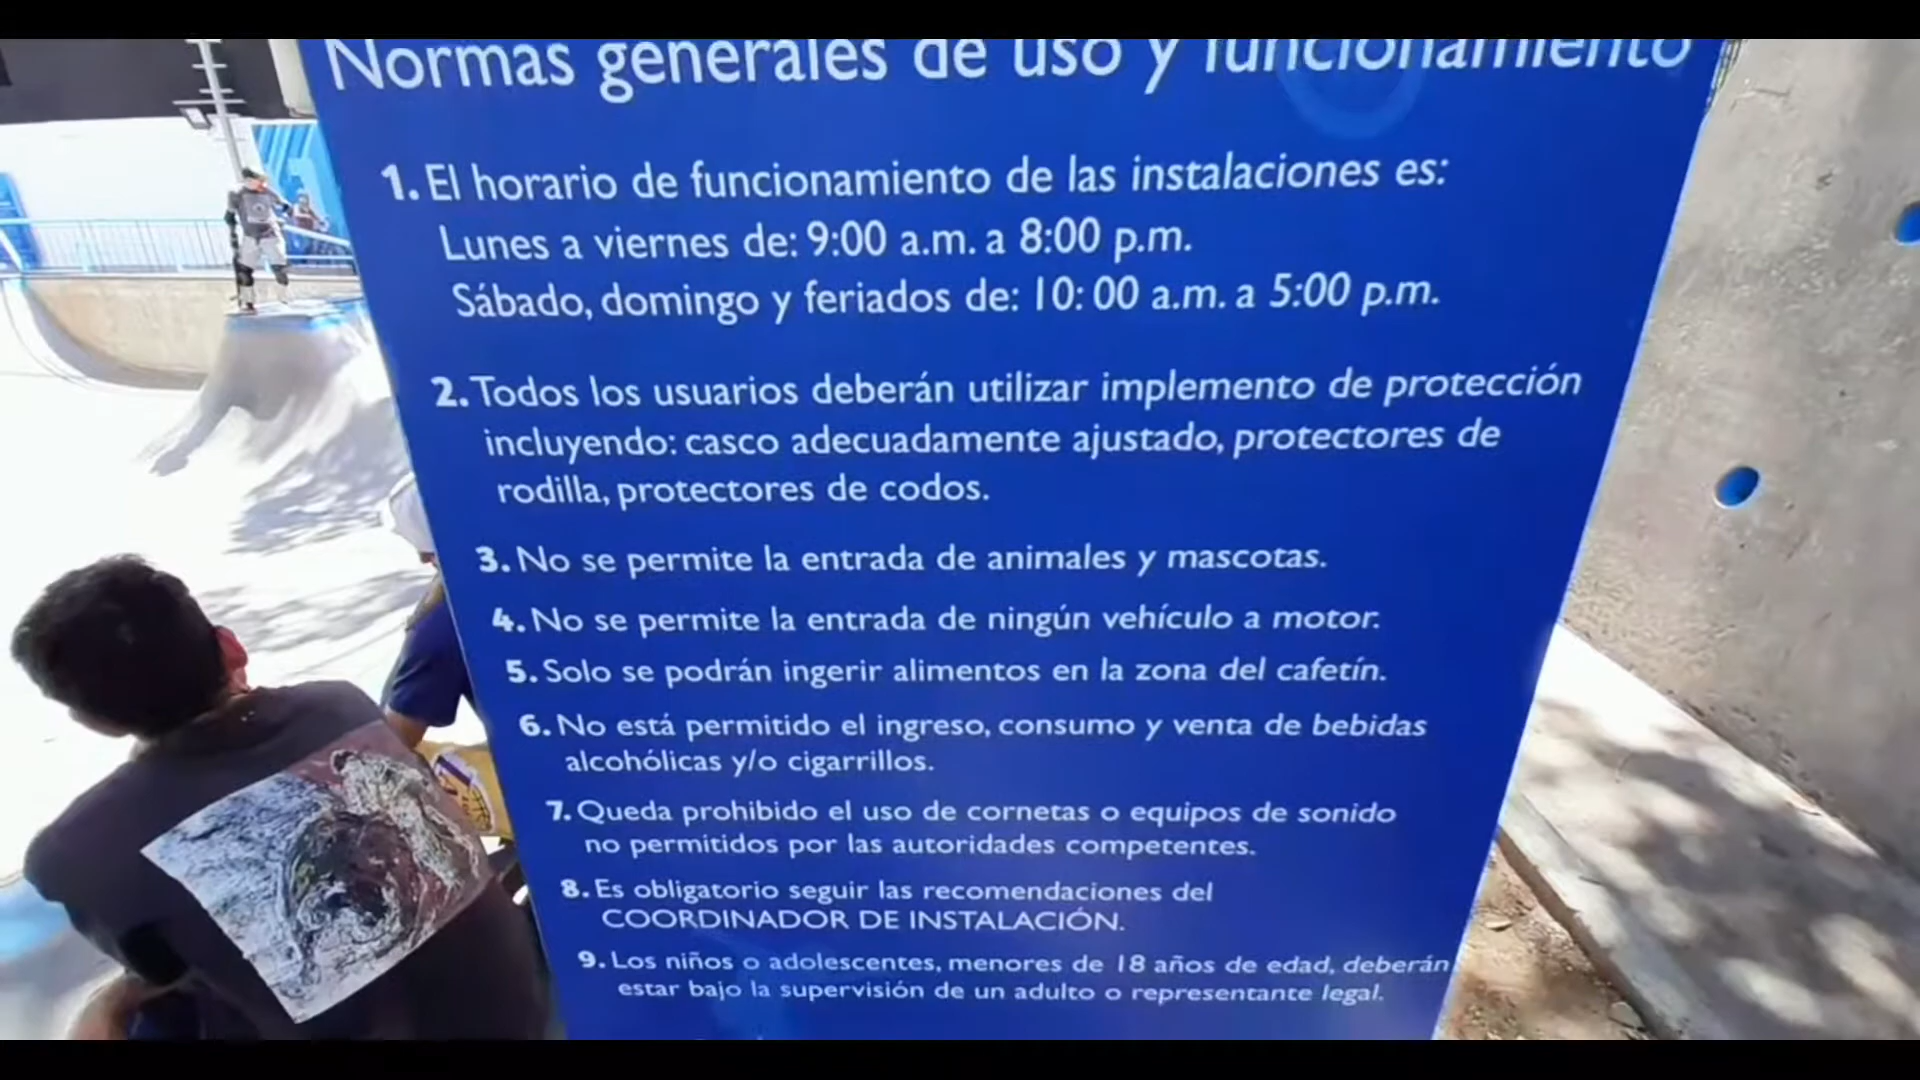 Normas generales de uso y funcionamiento
1. El horario de funcionamiento de las instalaciones es:
Lunes a viernes de: 9:00 a.m. a 8:00 p.m.
Sábado, domingo y feriados de: 10: 00 a.m. a 5:00 p.m.
2. Todos los usuarios deberán utilizar implemento de protección
incluyendo: casco adecuadamente ajustado, protectores de
rodilla, protectores de codos.
3. No se permite la entrada de animales y mascotas.
4. No se permite la entrada de ningún vehículo a motor.
5. Solo se podrán ingerir alimentos en la zona del cafetín.
6. No está permitido el ingreso, consumo y venta de bebidas
alcohólicas y/o cigarrillos.
7. Queda prohibido el uso de cornetas o equipos de sonido
no permitidos por las autoridades competentes.
8. Es obligatorio seguir las recomendaciones del
COORDINADOR DE INSTALACIÓN.
9. Los niños o adolescentes, menores de 18 años de edad, deberán
estar bajo la supervisión de un adulto o representante legal.